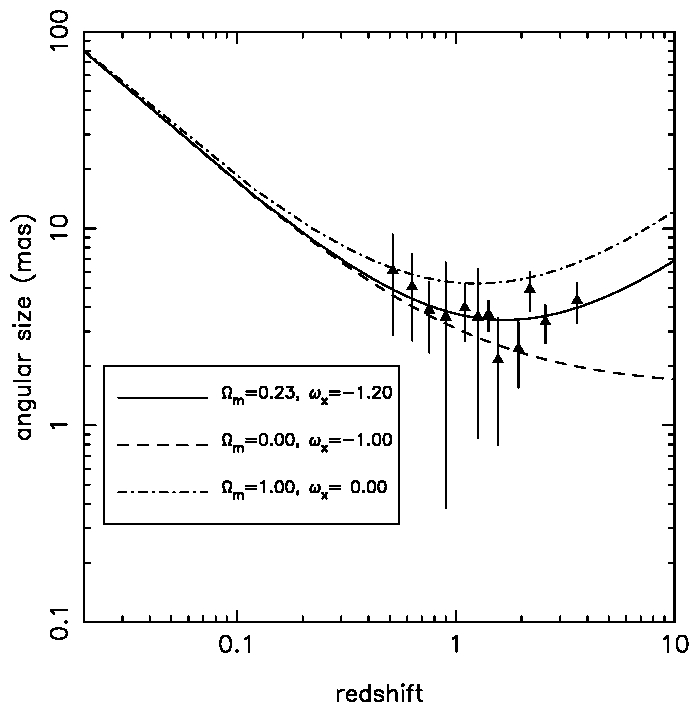 100
10
1
0.1
angular size (mas)
Ωm=0.23, ωx=−1.20
Ωm=0.00, ωx=−1.00
Ωm=1.00, ωx= 0.00
0.1 1 10
redshift